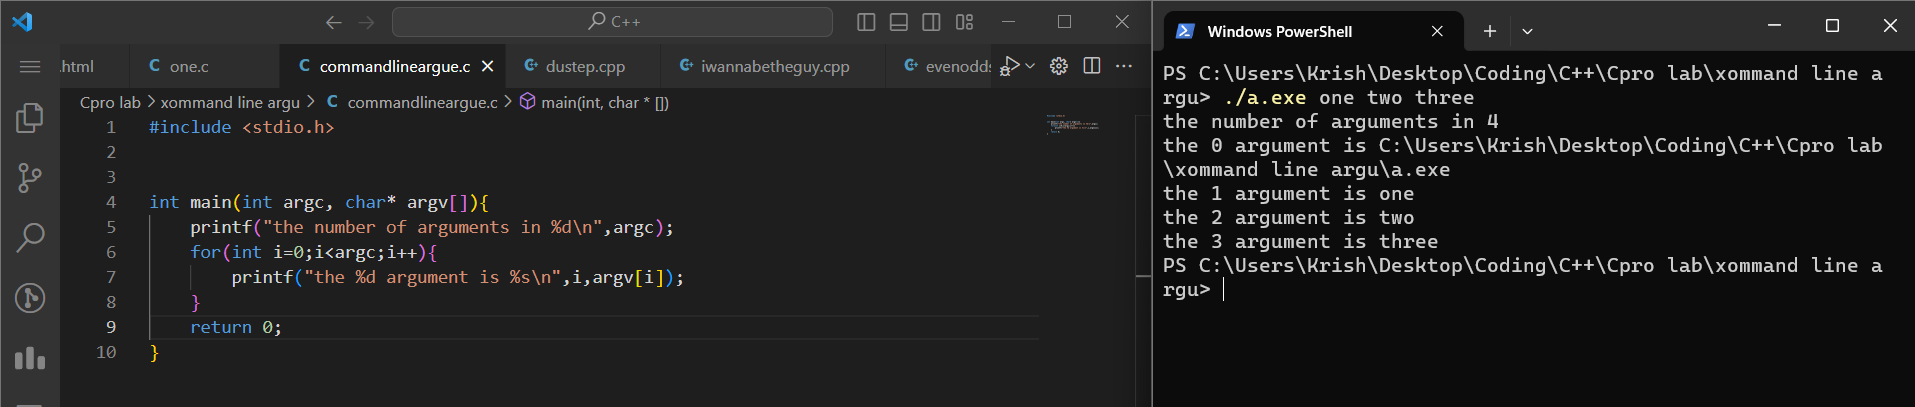 C++
.html
one.c
commandlineargue.c
dustep.cpp
iwannabetheguy.cpp
evenodds
Cpro lab > xommand line argu > C commandlineargue.c > main(int, char * [])
1 #include <stdio.h>
2
3
4 int main(int argc, char* argv[]){
5 printf("the number of arguments in %d\n",argc);
6 for(int i=0;i<argc;i++){
7 printf("the %d argument is %s\n",i,argv[i]);
8 }
9 return 0;
10 }
Windows PowerShell
PS C:\Users\Krish\Desktop\Coding\C++\Cpro lab\xommand line a
rgu> ./a.exe one two three
the number of arguments in 4
the 0 argument is C:\Users\Krish\Desktop\Coding\C++\Cpro lab
\xommand line argu\a.exe
the 1 argument is one
the 2 argument is two
the 3 argument is three
PS C:\Users\Krish\Desktop\Coding\C++\Cpro lab\xommand line a
rgu>